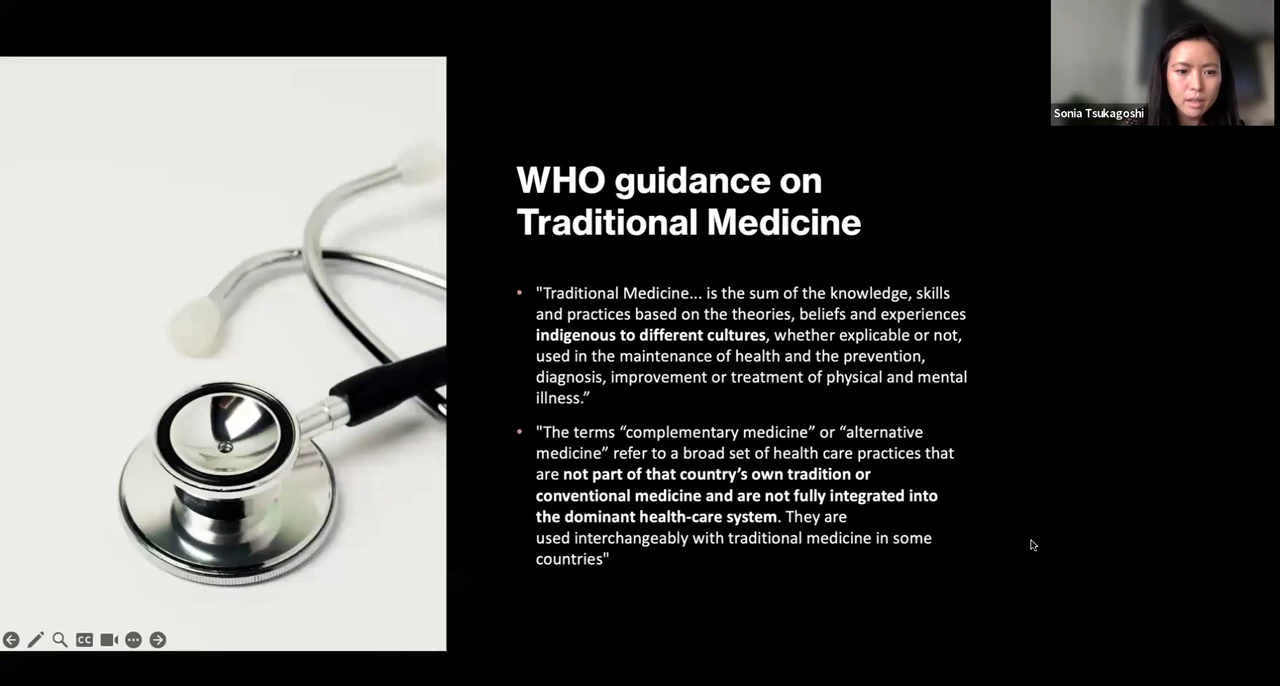 Sonia Tsukagoshi
WHO guidance on
Traditional Medicine
• "Traditional Medicine... is the sum of the knowledge, skills
and practices based on the theories, beliefs and experiences
indigenous to different cultures, whether explicable or not,
used in the maintenance of health and the prevention,
diagnosis, improvement or treatment of physical and mental
illness.”
• "The terms “complementary medicine” or “alternative
medicine” refer to a broad set of health care practices that
are not part of that country’s own tradition or
conventional medicine and are not fully integrated into
the dominant health-care system. They are
used interchangeably with traditional medicine in some
countries"
CC